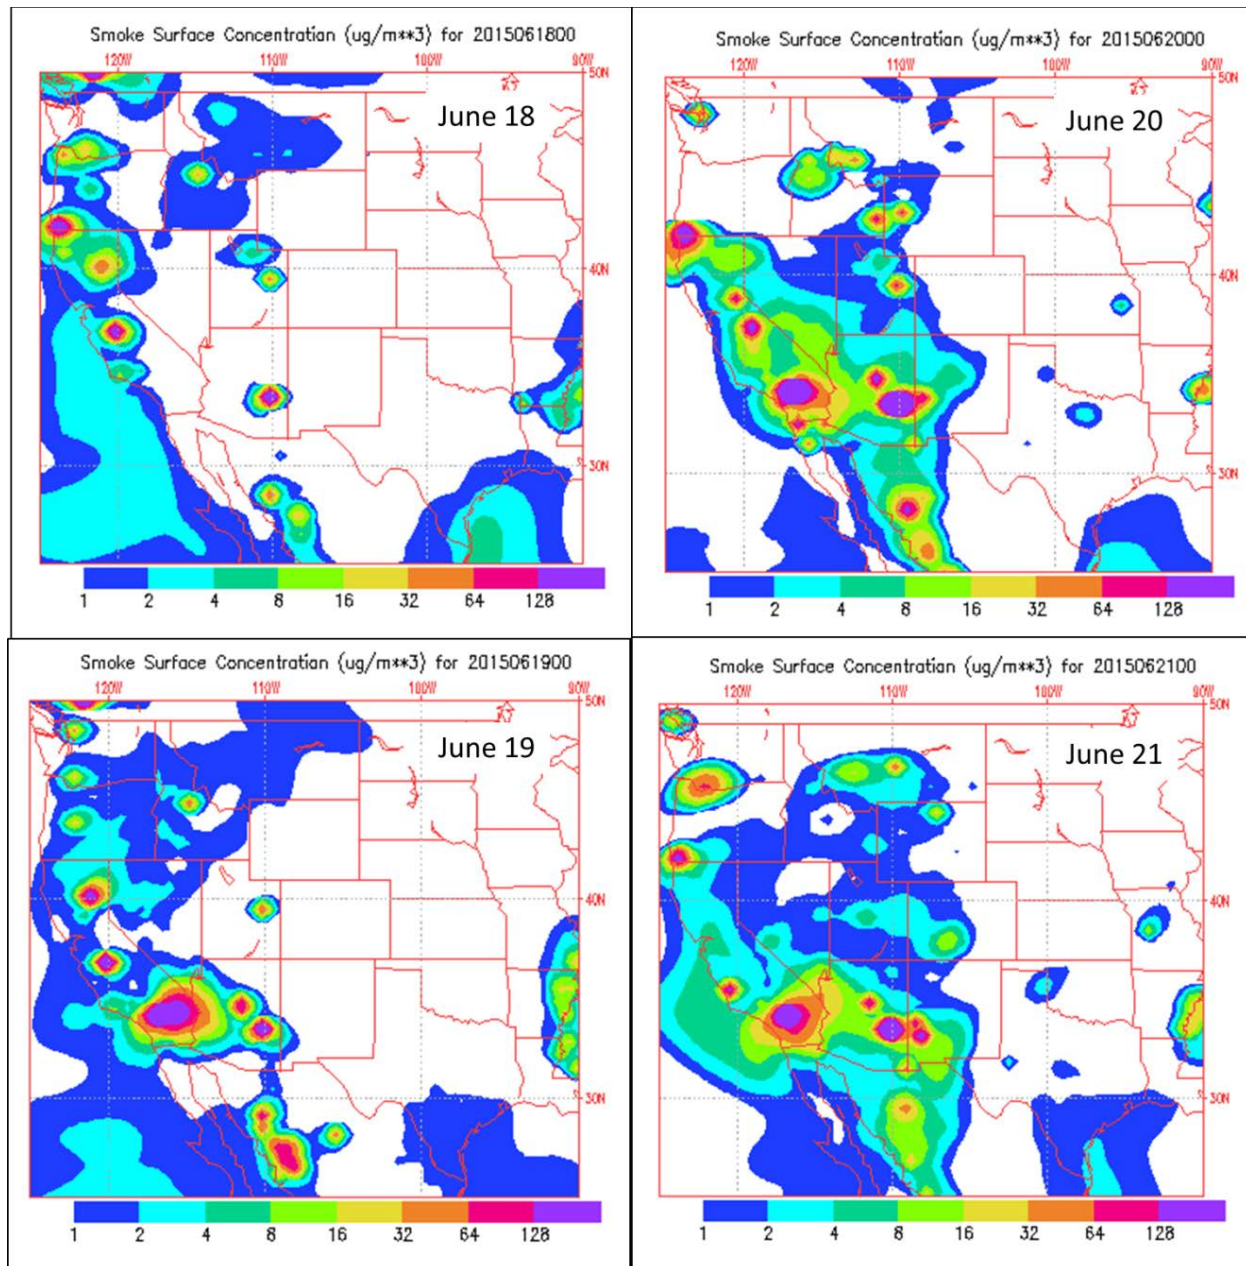 Smoke Surface Concentration (ug/m**3) for 2015061800
120W 110W 100W 90W
50N
June 18
40N
30N
1 2 4 8 16 32 64 128
Smoke Surface Concentration (ug/m**3) for 2015062000
120W 110W 100W 90W
50N
June 20
40N
30N
1 2 4 8 16 32 64 128
Smoke Surface Concentration (ug/m**3) for 2015061900
120W 110W 100W 90W
50N
June 19
40N
30N
1 2 4 8 16 32 64 128
Smoke Surface Concentration (ug/m**3) for 2015062100
120W 110W 100W 90W
50N
June 21
40N
30N
1 2 4 8 16 32 64 128